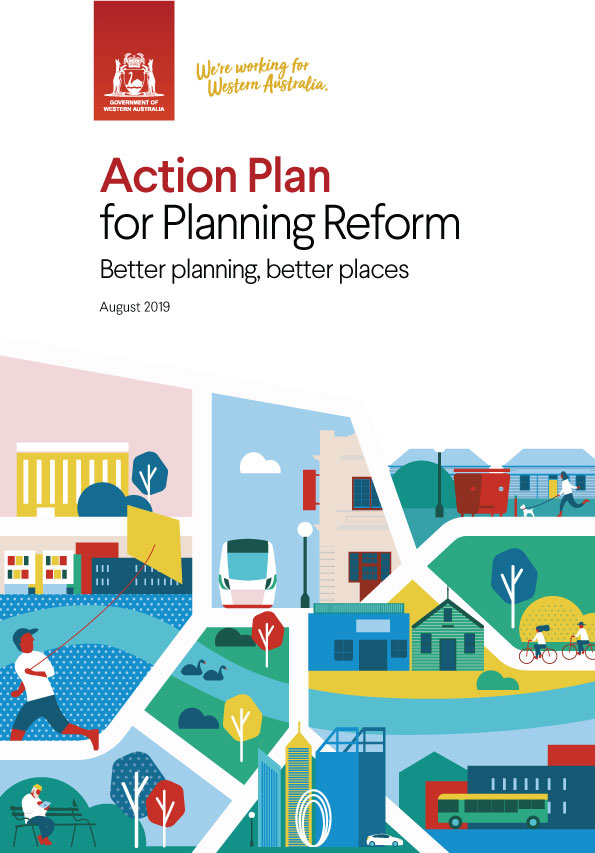 We're working for
Western Australia.
GOVERNMENT OF
WESTERN AUSTRALIA
Action Plan
for Planning Reform
Better planning, better places
August 2019